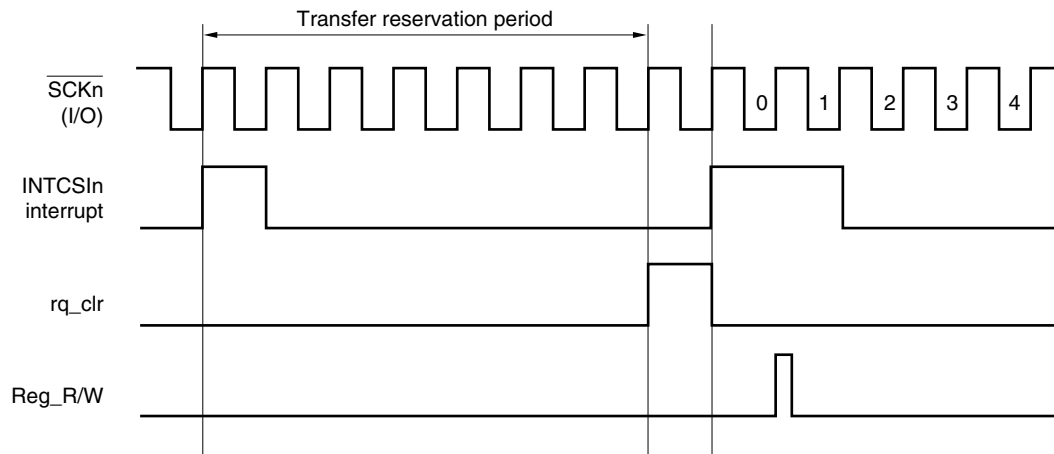 Transfer reservation period
SCKn
(I/O)
0 1 2 3 4
INTCSIn
interrupt
rq_clr
Reg_R/W